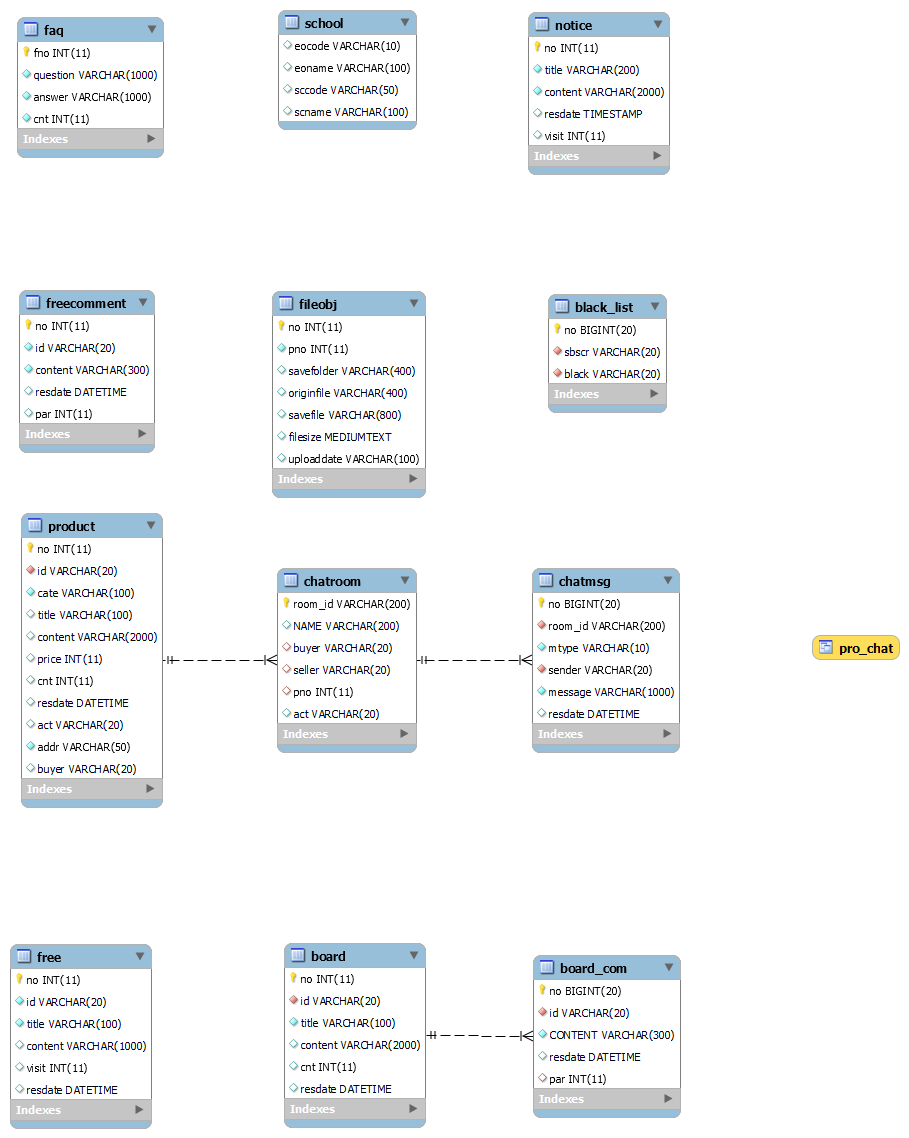 faq
fno INT(11)
question VARCHAR(1000)
answer VARCHAR(1000)
cnt INT(11)
Indexes
school
eocode VARCHAR(10)
eoname VARCHAR(100)
sccode VARCHAR(50)
scname VARCHAR(100)
notice
no INT(11)
title VARCHAR(200)
content VARCHAR(2000)
resdate TIMESTAMP
visit INT(11)
Indexes
freecomment
no INT(11)
id VARCHAR(20)
content VARCHAR(300)
resdate DATETIME
par INT(11)
Indexes
fileobj
no INT(11)
pno INT(11)
savefolder VARCHAR(400)
originfile VARCHAR(400)
savefile VARCHAR(800)
filesize MEDIUMTEXT
uploaddate VARCHAR(100)
Indexes
black_list
no BIGINT(20)
sbscr VARCHAR(20)
black VARCHAR(20)
Indexes
product
no INT(11)
id VARCHAR(20)
cate VARCHAR(100)
title VARCHAR(100)
content VARCHAR(2000)
price INT(11)
cnt INT(11)
resdate DATETIME
act VARCHAR(20)
addr VARCHAR(50)
buyer VARCHAR(20)
Indexes
chatroom
room_id VARCHAR(200)
NAME VARCHAR(200)
buyer VARCHAR(20)
seller VARCHAR(20)
pno INT(11)
act VARCHAR(20)
Indexes
chatmsg
no BIGINT(20)
room_id VARCHAR(200)
mtype VARCHAR(10)
sender VARCHAR(20)
message VARCHAR(1000)
resdate DATETIME
Indexes
pro_chat
free
no INT(11)
id VARCHAR(20)
title VARCHAR(100)
content VARCHAR(1000)
visit INT(11)
resdate DATETIME
Indexes
board
no INT(11)
id VARCHAR(20)
title VARCHAR(100)
content VARCHAR(2000)
cnt INT(11)
resdate DATETIME
Indexes
board_com
no BIGINT(20)
id VARCHAR(20)
CONTENT VARCHAR(300)
resdate DATETIME
par INT(11)
Indexes